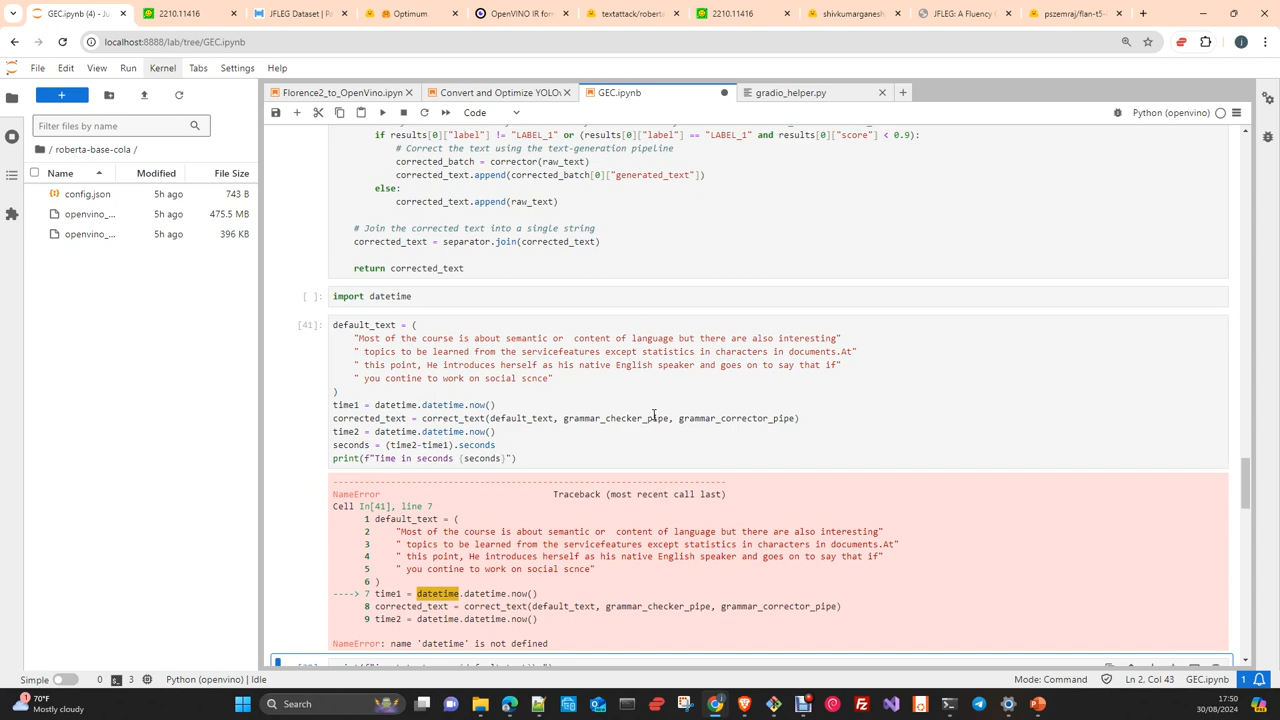 GEC.ipynb (4) - Ju
2210.11416
JFLEG Dataset | Pa
Optimum
OpenVINO IR form
textattack/roberta
2210.11416
shivkumarganesh
JFLEG: A Fluency C
pszemraj/flan-t5-
localhost:8888/lab/tree/GEC.ipynb
File Edit View Run Kernel Tabs Settings Help
Florence2_to_OpenVino.ipyn
Convert and Optimize YOLO
GEC.ipynb
gradio_helper.py
Code
Python (openvino)
Filter files by name
/ roberta-base-cola /
Name Modified File Size
config.json 5h ago 743 B
openvino_... 5h ago 475.5 MB
openvino_... 5h ago 396 KB
if results[0]["label"] != "LABEL_1" or (results[0]["label"] == "LABEL_1" and results[0]["score"] < 0.9):
# Correct the text using the text-generation pipeline
corrected_batch = corrector(raw_text)
corrected_text.append(corrected_batch[0]["generated_text"])
else:
corrected_text.append(raw_text)
# Join the corrected text into a single string
corrected_text = separator.join(corrected_text)
return corrected_text
[ ]: import datetime
[41]: default_text = (
"Most of the course is about semantic or  content of language but there are also interesting"
" topics to be learned from the servicefeatures except statistics in characters in documents.At"
" this point, He introduces herself as his native English speaker and goes on to say that if"
" you contine to work on social scnce"
)
time1 = datetime.datetime.now()
corrected_text = correct_text(default_text, grammar_checker_pipe, grammar_corrector_pipe)
time2 = datetime.datetime.now()
seconds = (time2-time1).seconds
print(f"Time in seconds {seconds}")
---------------------------------------------------------------------------
NameError Traceback (most recent call last)
Cell In[41], line 7
1 default_text = (
2 "Most of the course is about semantic or  content of language but there are also interesting"
3 " topics to be learned from the servicefeatures except statistics in characters in documents.At"
4 " this point, He introduces herself as his native English speaker and goes on to say that if"
5 " you contine to work on social scnce"
6 )
----> 7 time1 = datetime.datetime.now()
8 corrected_text = correct_text(default_text, grammar_checker_pipe, grammar_corrector_pipe)
9 time2 = datetime.datetime.now()
NameError: name 'datetime' is not defined
Simple 0 3 Python (openvino) | Idle
Mode: Command Ln 2, Col 43 GEC.ipynb 1
70°F
Mostly cloudy
Search
17:50
30/08/2024